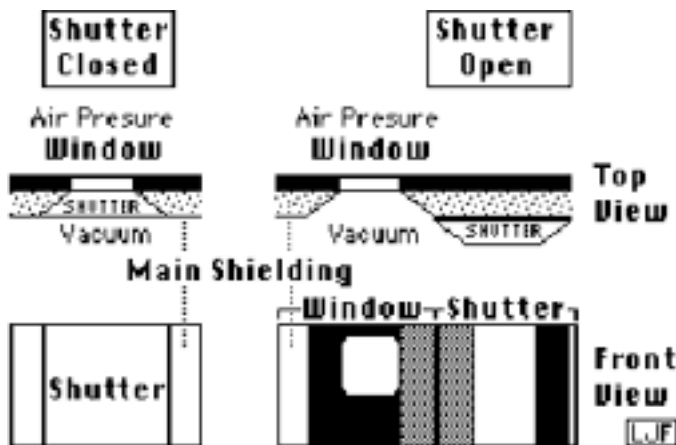 Shutter
Closed
Shutter
Open
Air Presure
Window
Air Presure
Window
Top
View
SHUTTER
Vacuum
Vacuum
SHUTTER
Main Shielding
Window
Shutter
Shutter
Front
View
LJF